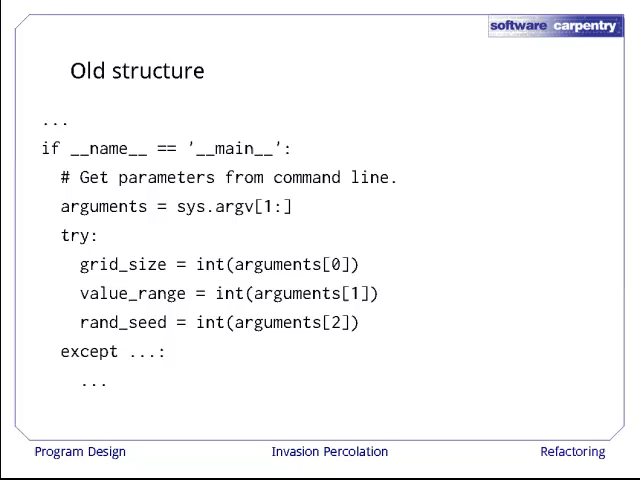 software carpentry
Old structure
...
if __name__ == '__main__':
# Get parameters from command line.
arguments = sys.argv[1:]
try:
grid_size = int(arguments[0])
value_range = int(arguments[1])
rand_seed = int(arguments[2])
except ...:
...
Program Design Invasion Percolation Refactoring